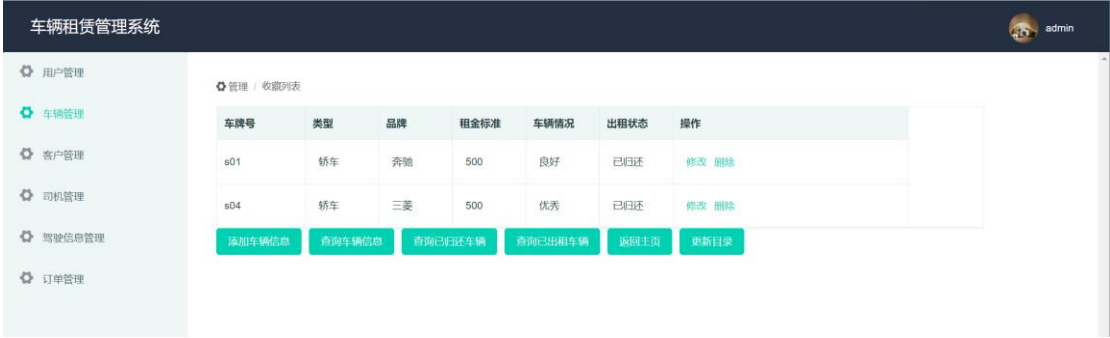 车辆租赁管理系统 admin
用户管理
管理 / 收藏列表
车辆管理
车牌号 类型 品牌 租金标准 车辆情况 出租状态 操作
客户管理
s01 轿车 奔驰 500 良好 已归还 修改 删除
司机管理
s04 轿车 三菱 500 优秀 已归还 修改 删除
驾驶信息管理
添加车辆信息 查询车辆信息 查询已归还车辆 查询已出租车辆 返回主页 更新目录
订单管理